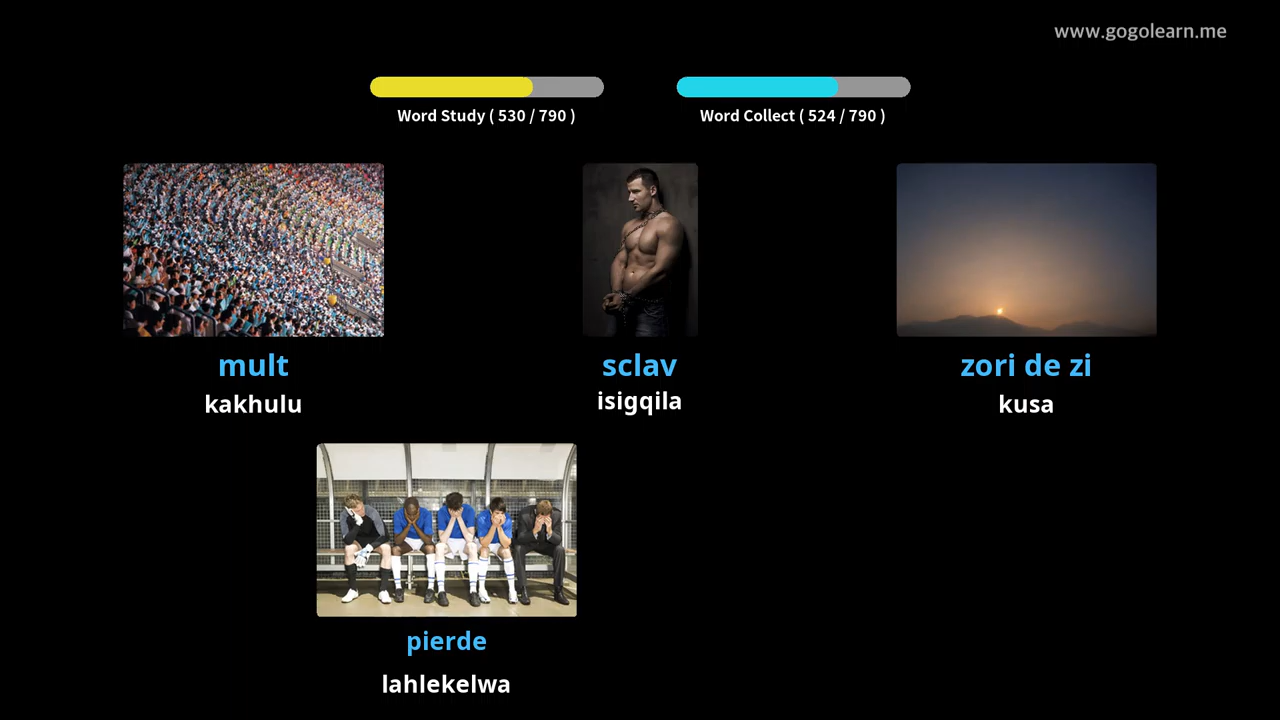 www.gogolearn.me
Word Study ( 530 / 790 )
Word Collect ( 524 / 790 )
mult
kakhulu
sclav
isigqila
zori de zi
kusa
pierde
lahlekelwa